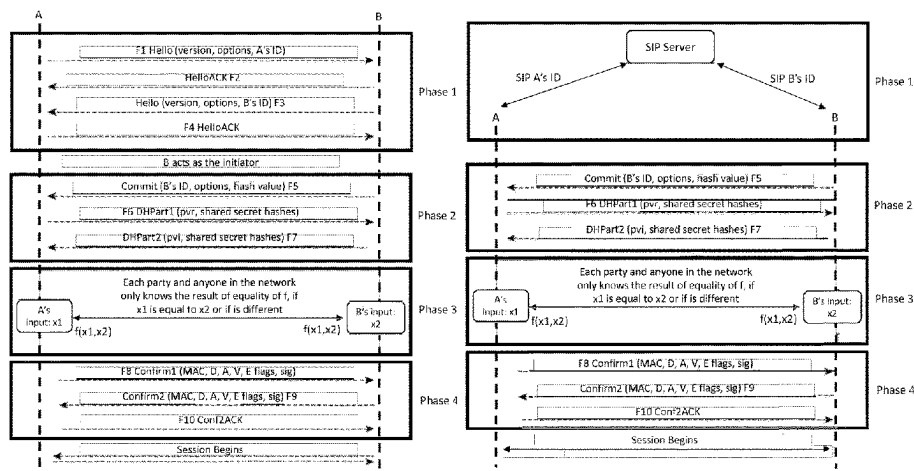 A
B
F1 Hello (version, options, A's ID)
HelloACK F2
Hello (version, options, B's ID) F3
F4 HelloACK
Phase 1
B acts as the initiator
Commit (B's ID, options, hash value) F5
F6 DHPart1 (pvr, shared secret hashes)
DHPart2 (pvi, shared secret hashes) F7
Phase 2
Each party and anyone in the network
only knows the result of equality of f, if
x1 is equal to x2 or if is different
A's
input: x1
B's input:
x2
f(x1,x2)
f(x1,x2)
Phase 3
F8 Confirm1 (MAC, D, A, V, E flags, sig)
Confirm2 (MAC, D, A, V, E flags, sig) F9
F10 Conf2ACK
Phase 4
Session Begins
SIP Server
SIP A's ID
SIP B's ID
A
B
Phase 1
Commit (B's ID, options, hash value) F5
F6 DHPart1 (pvr, shared secret hashes)
DHPart2 (pvi, shared secret hashes) F7
Phase 2
Each party and anyone in the network
only knows the result of equality of f, if
x1 is equal to x2 or if is different
A's
input: x1
B's input:
x2
f(x1,x2)
f(x1,x2)
Phase 3
F8 Confirm1 (MAC, D, A, V, E flags, sig)
Confirm2 (MAC, D, A, V, E flags, sig) F9
F10 Conf2ACK
Phase 4
Session Begins